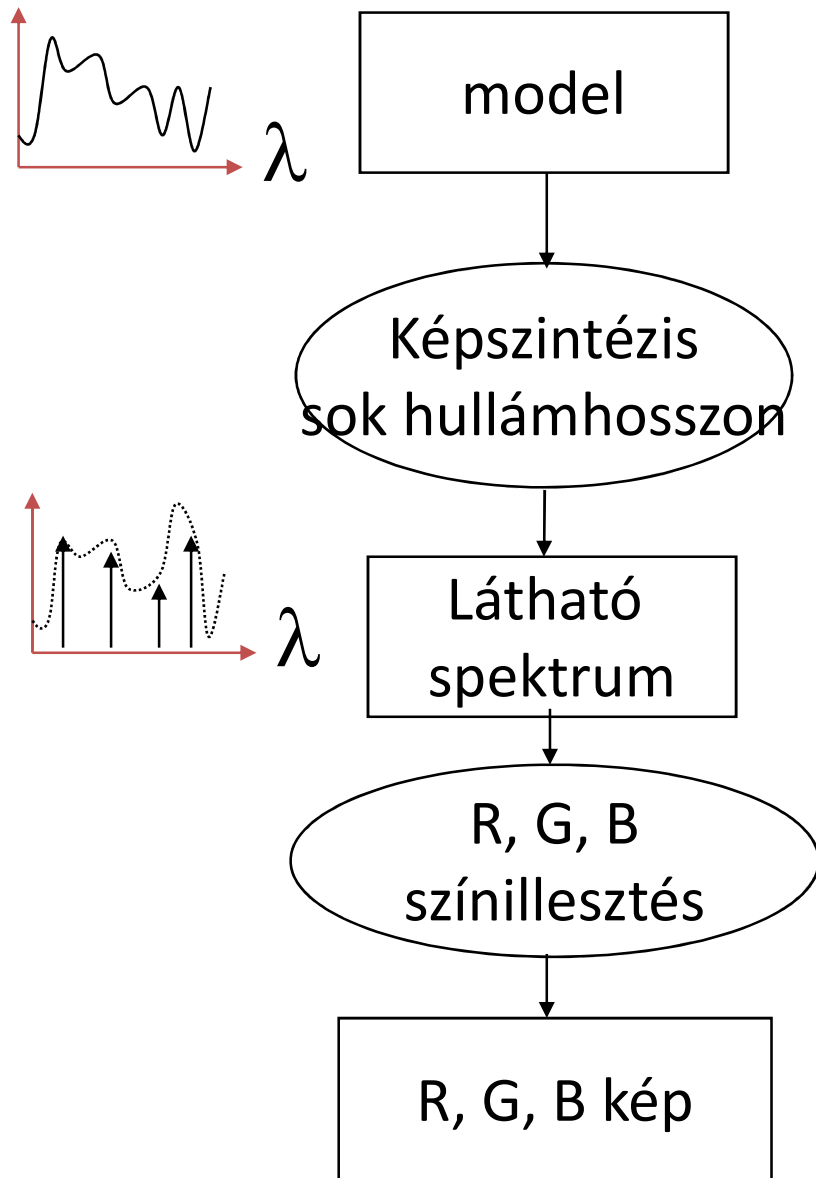 λ
model
Képszintézis
sok hullámhosszon
λ
Látható
spektrum
R, G, B
színillesztés
R, G, B kép